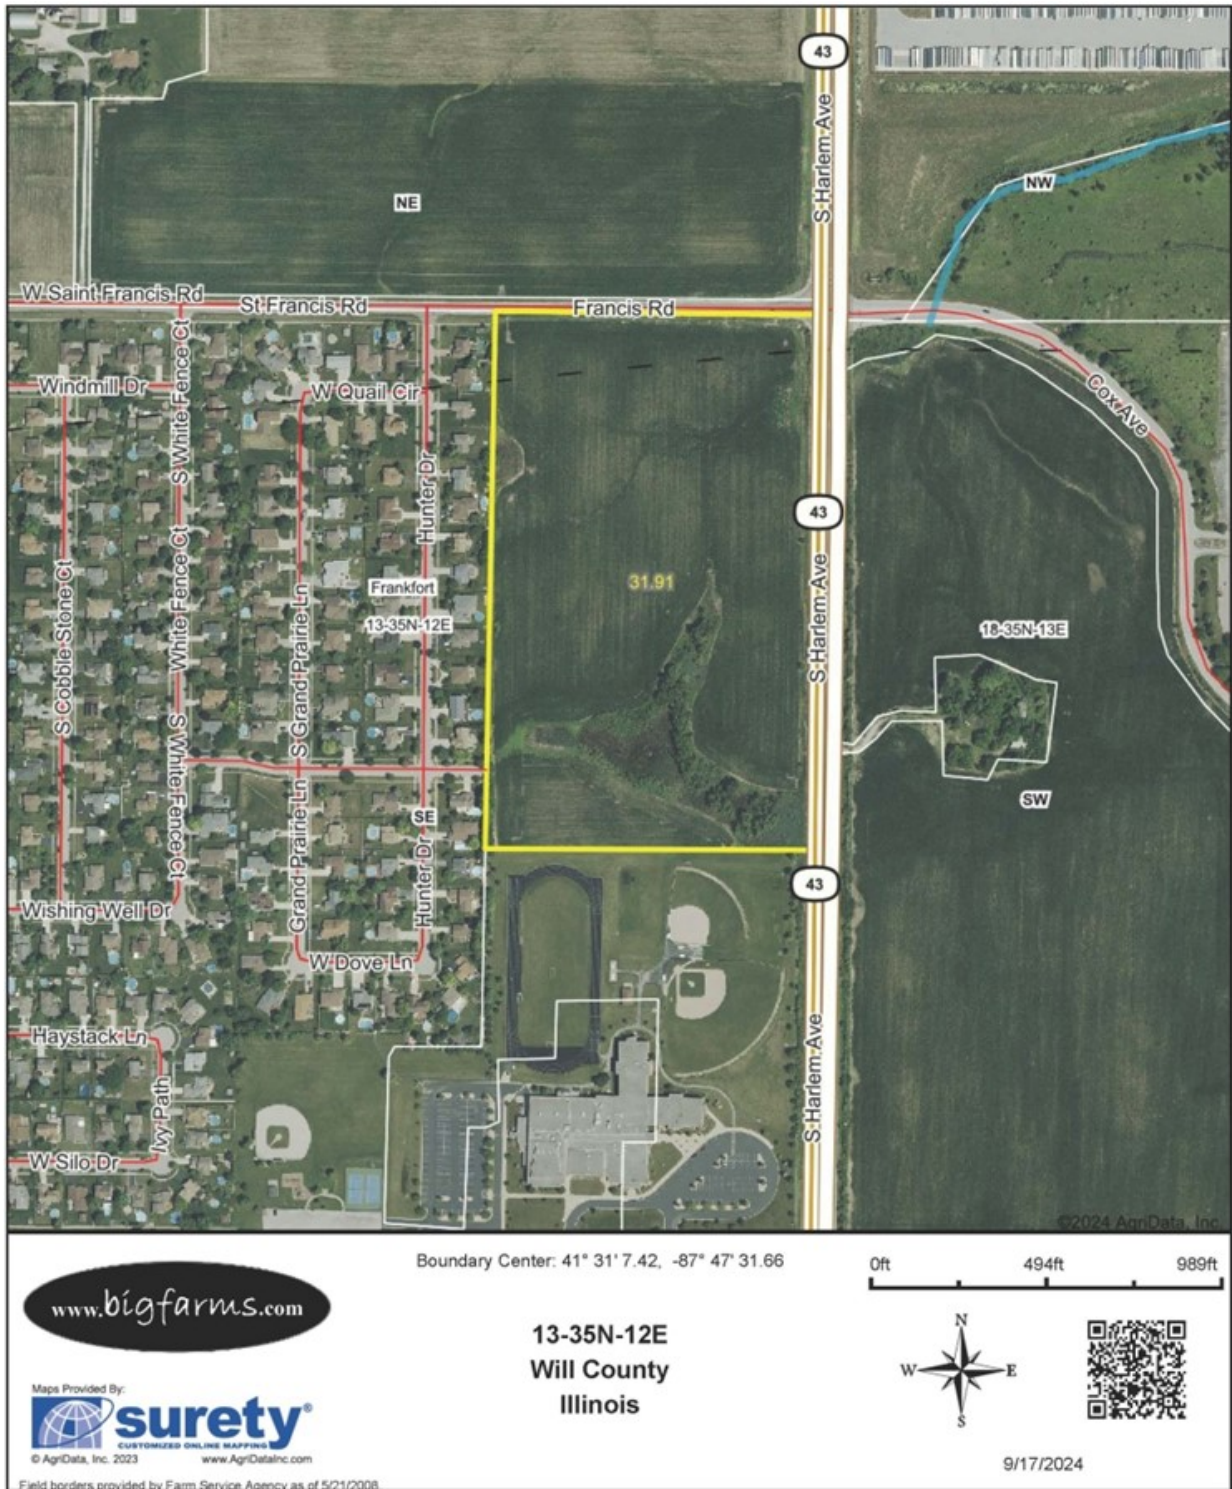 43
S Harlem Ave
NW
NE
W Saint Francis Rd
St Francis Rd
Francis Rd
Windmill Dr
S White Fence Ct
W Quail Cir
Cox Ave
Hunter Dr
43
31.91
Frankfort
13-35N-12E
18-35N-13E
S Cobble Stone Ct
White Fence Ct
S Grand Prairie Ln
S Harlem Ave
S White Fence Ct
Grand Prairie Ln
SE
SW
Hunter Dr
43
Wishing Well Dr
W Dove Ln
Haystack Ln
S Harlem Ave
Ivy Path
W Silo Dr
©2024 AgriData, Inc.
www.bigfarms.com
Boundary Center: 41° 31' 7.42, -87° 47' 31.66
0ft 494ft 989ft
13-35N-12E
Will County
Illinois
N
W E
S
Maps Provided By:
surety®
CUSTOMIZED ONLINE MAPPING
© AgriData, Inc. 2023 www.AgriDataInc.com
9/17/2024
Field borders provided by Farm Service Agency as of 5/21/2008.